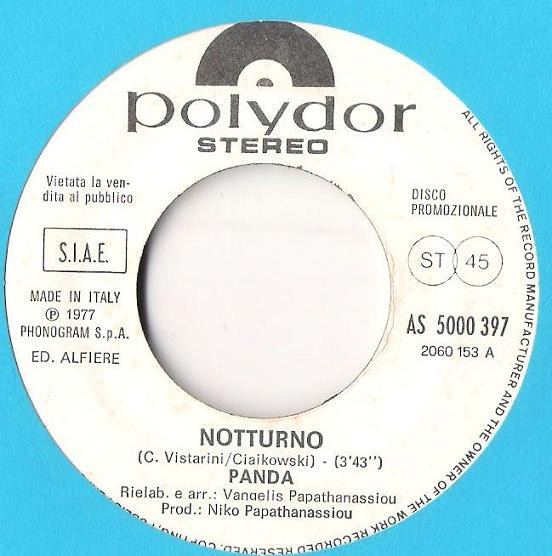 polydor
STEREO
Vietata la ven-
dita al pubblico
DISCO
PROMOZIONALE
S.I.A.E.
ST 45
MADE IN ITALY
Ⓟ 1977
PHONOGRAM S.p.A.
AS 5000 397
2060 153 A
ED. ALFIERE
NOTTURNO
(C. Vistarini/Ciaikowski) - (3'43")
PANDA
Rielab. e arr.: Vangelis Papathanassiou
Prod.: Niko Papathanassiou
ALL RIGHTS OF THE RECORD MANUFACTURER AND THE OWNER OF THE WORK RECORDED RESERVED.